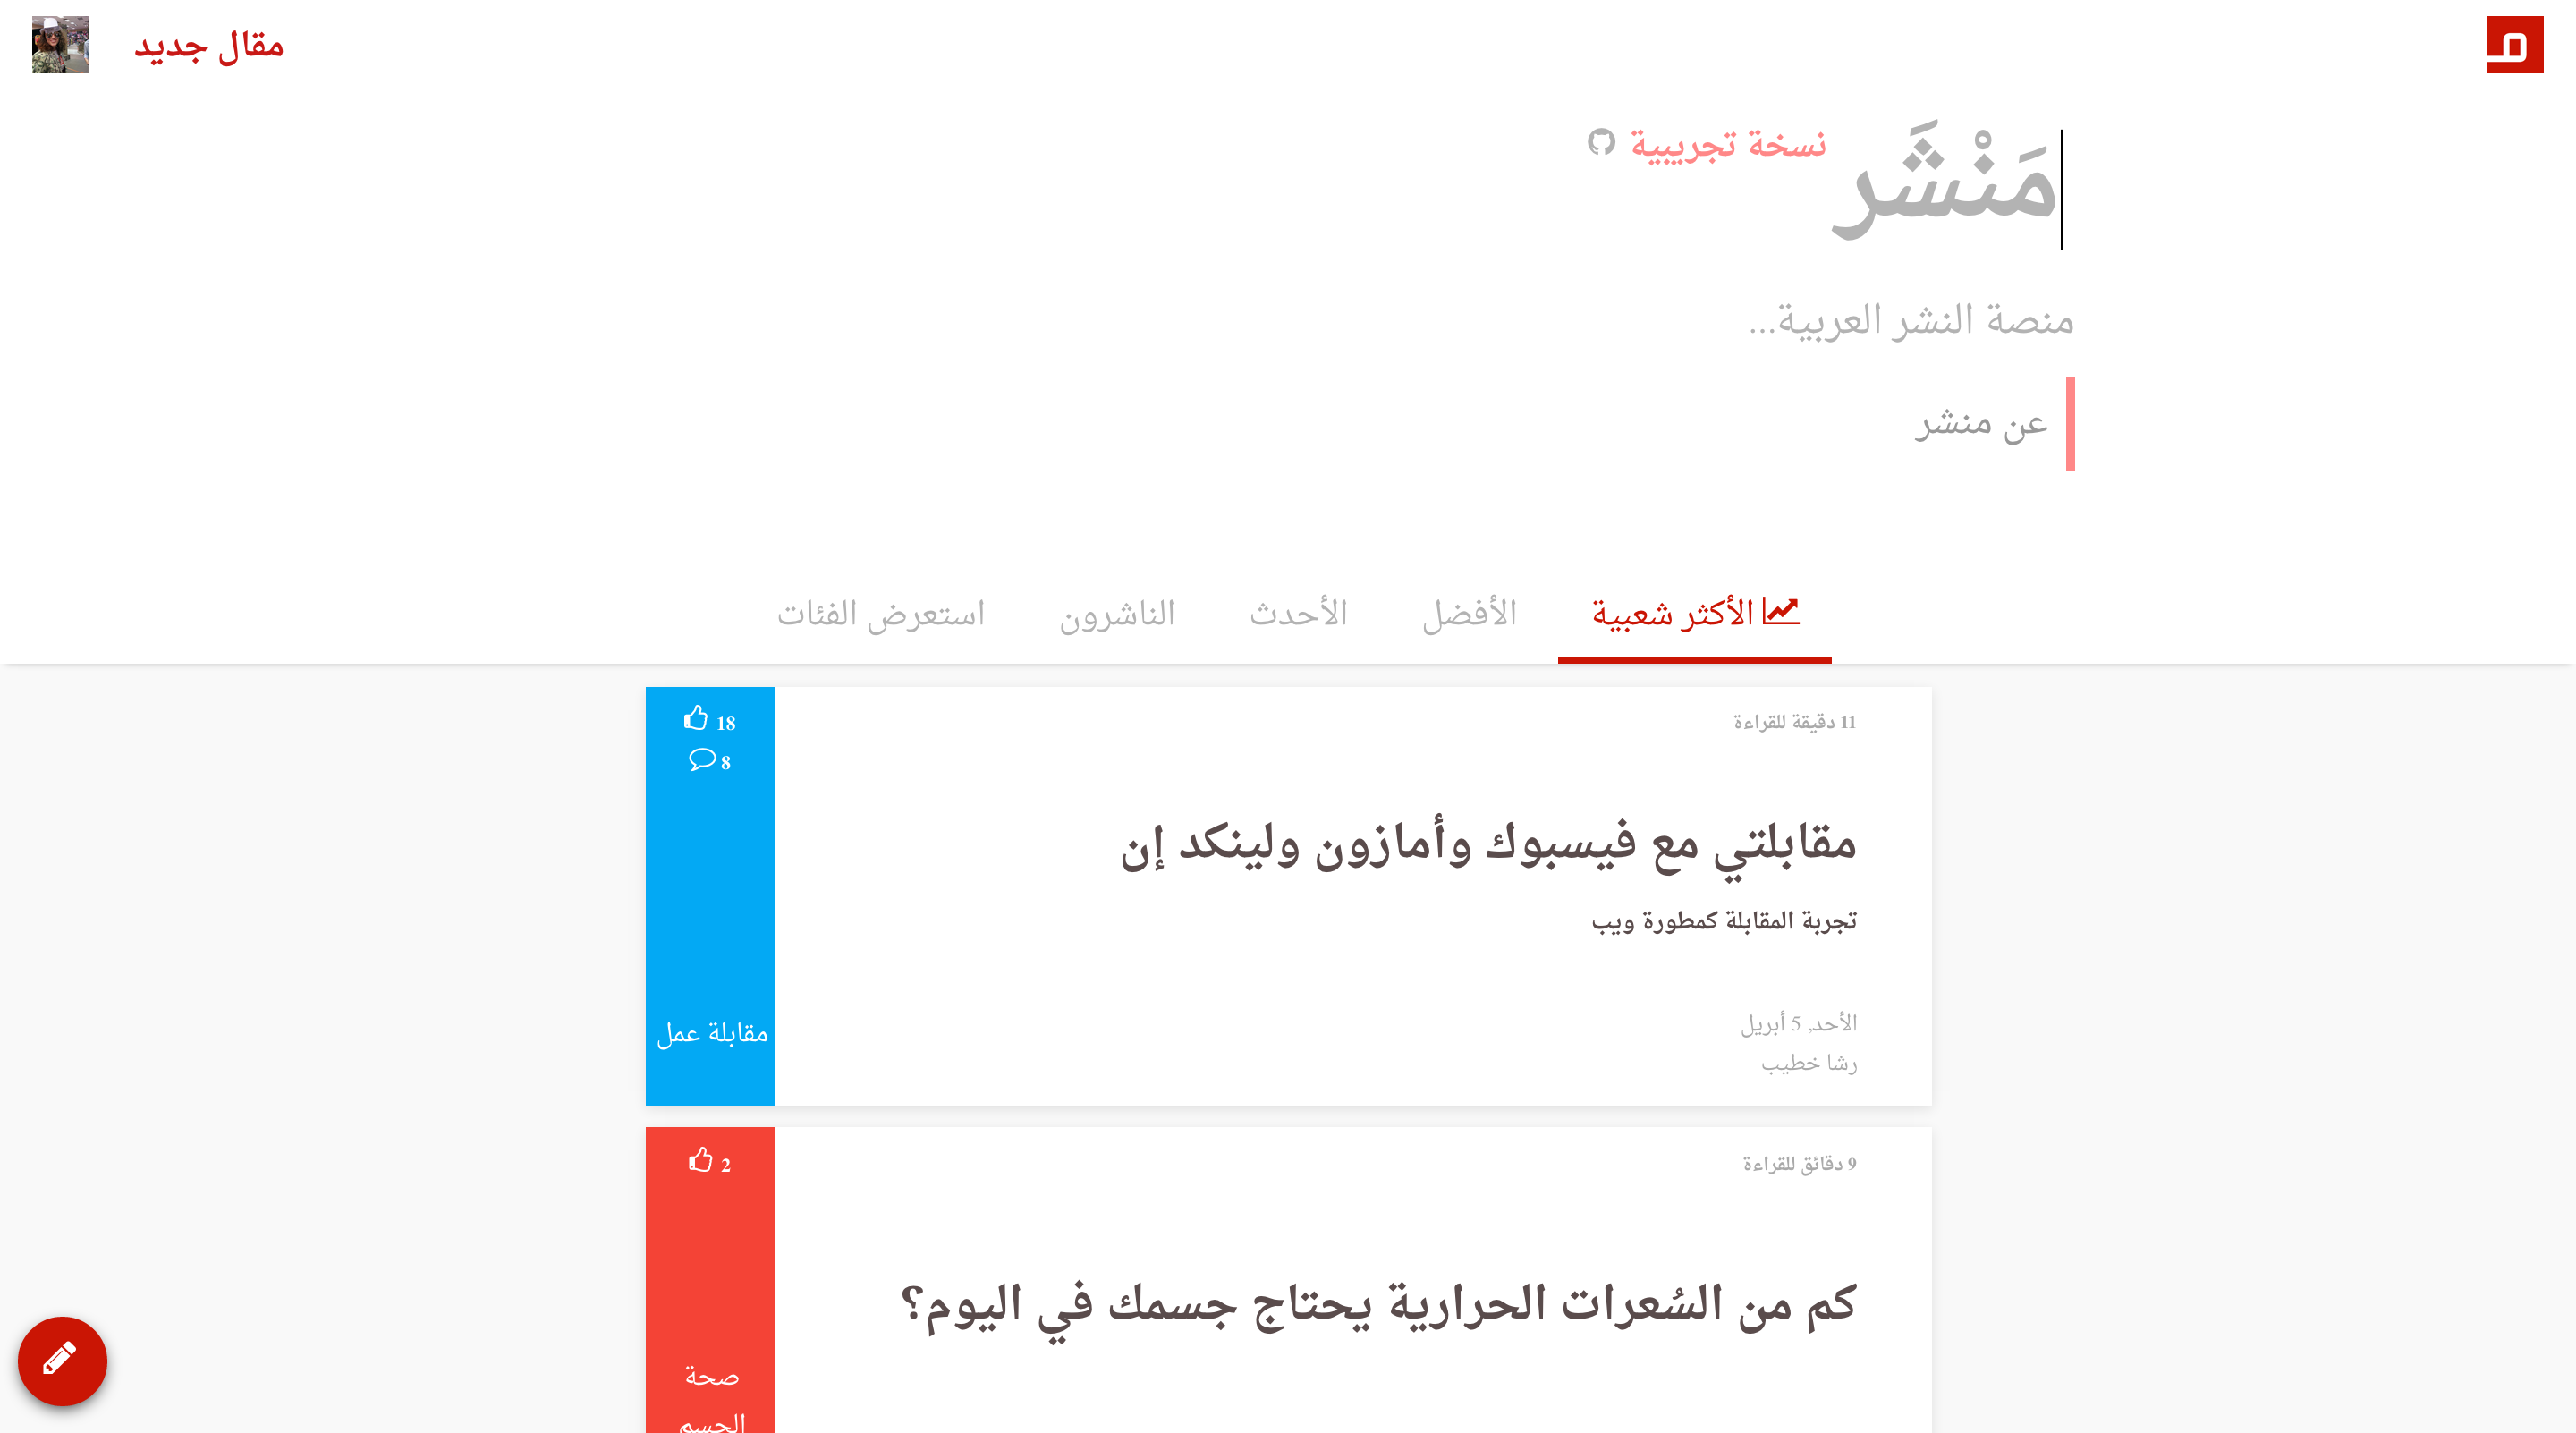 مقال جديد
مَنْشَر
نسخة تجريبية
منصة النشر العربية...
عن منشر
الأكثر شعبية
الأفضل
الأحدث
الناشرون
استعرض الفئات
11 دقيقة للقراءة
مقابلتي مع فيسبوك وأمازون ولينكد إن
تجربة المقابلة كمطورة ويب
الأحد, 5 أبريل
رشا خطيب
18
8
مقابلة عمل
9 دقائق للقراءة
كم من السُعرات الحرارية يحتاج جسمك في اليوم؟
2
صحة
الجسم